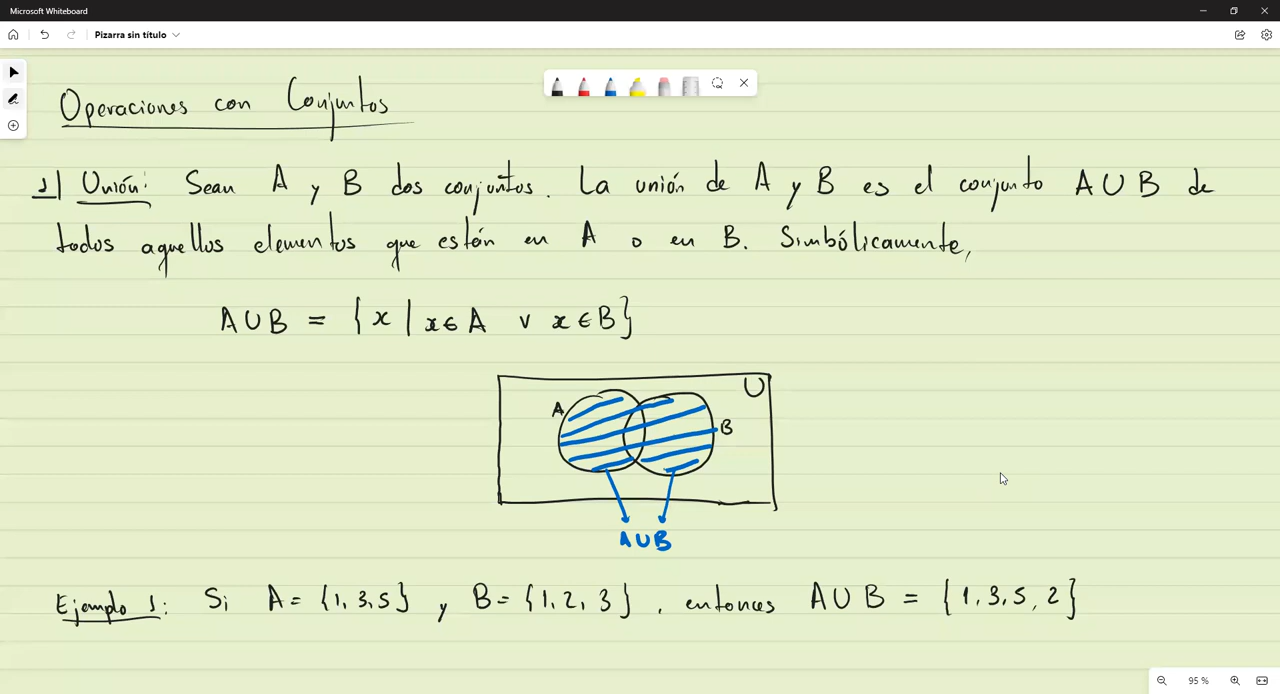 Microsoft Whiteboard
Pizarra sin título
Operaciones con Conjuntos
1) Unión: Sean A y B dos conjuntos. La unión de A y B es el conjunto A ∪ B de
todos aquellos elementos que están en A o en B. Simbólicamente,
A ∪ B = {x | x ∈ A ∨ x ∈ B}
U
A
B
A ∪ B
Ejemplo 1: Si A = {1, 3, 5} y B = {1, 2, 3}, entonces A ∪ B = {1, 3, 5, 2}
95 %